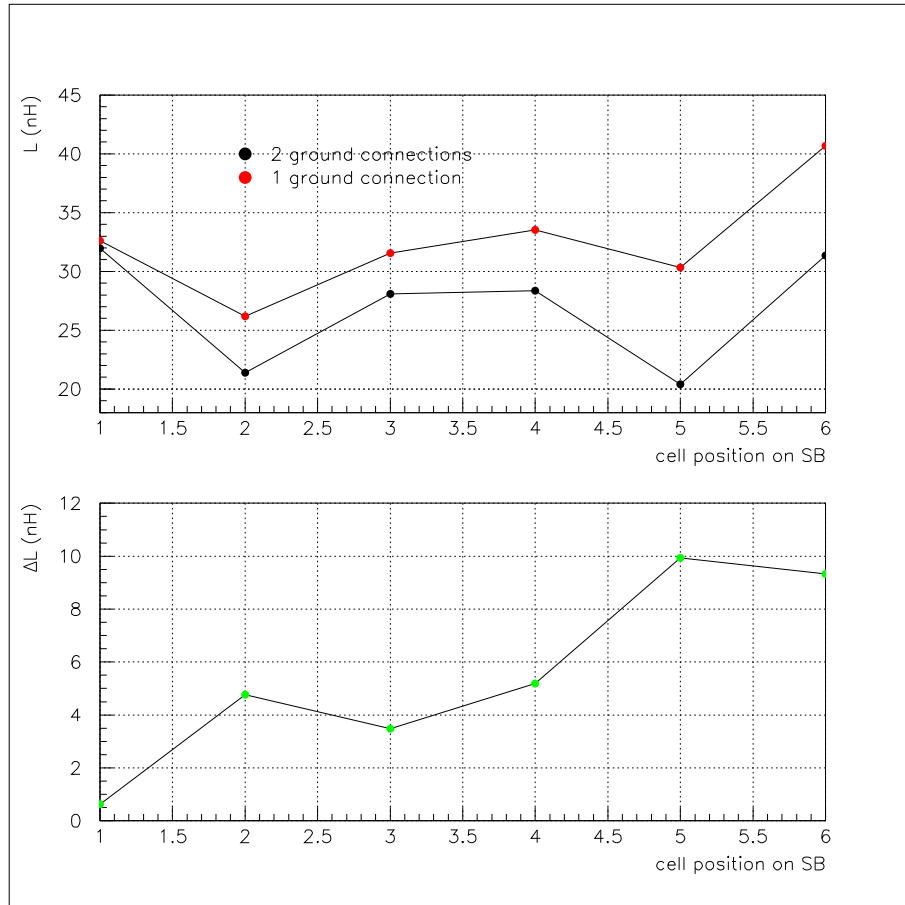 L (nH)
45
40
35
30
25
20
2 ground connections
1 ground connection
1 1.5 2 2.5 3 3.5 4 4.5 5 5.5 6
cell position on SB
ΔL (nH)
12
10
8
6
4
2
0
1 1.5 2 2.5 3 3.5 4 4.5 5 5.5 6
cell position on SB